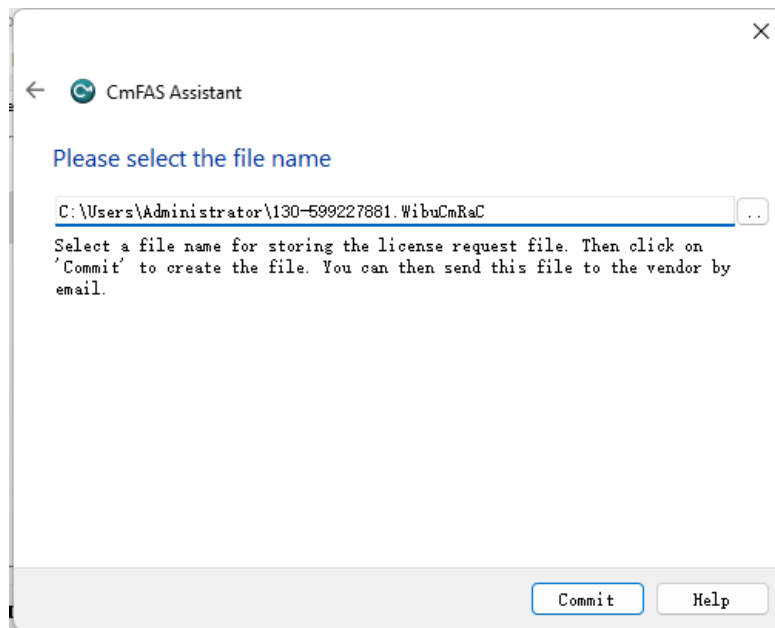 CmFAS Assistant
Please select the file name
C:\Users\Administrator\130-599227881.WibuCmRaC
..
Select a file name for storing the license request file. Then click on
'Commit' to create the file. You can then send this file to the vendor by
email.
Commit
Help